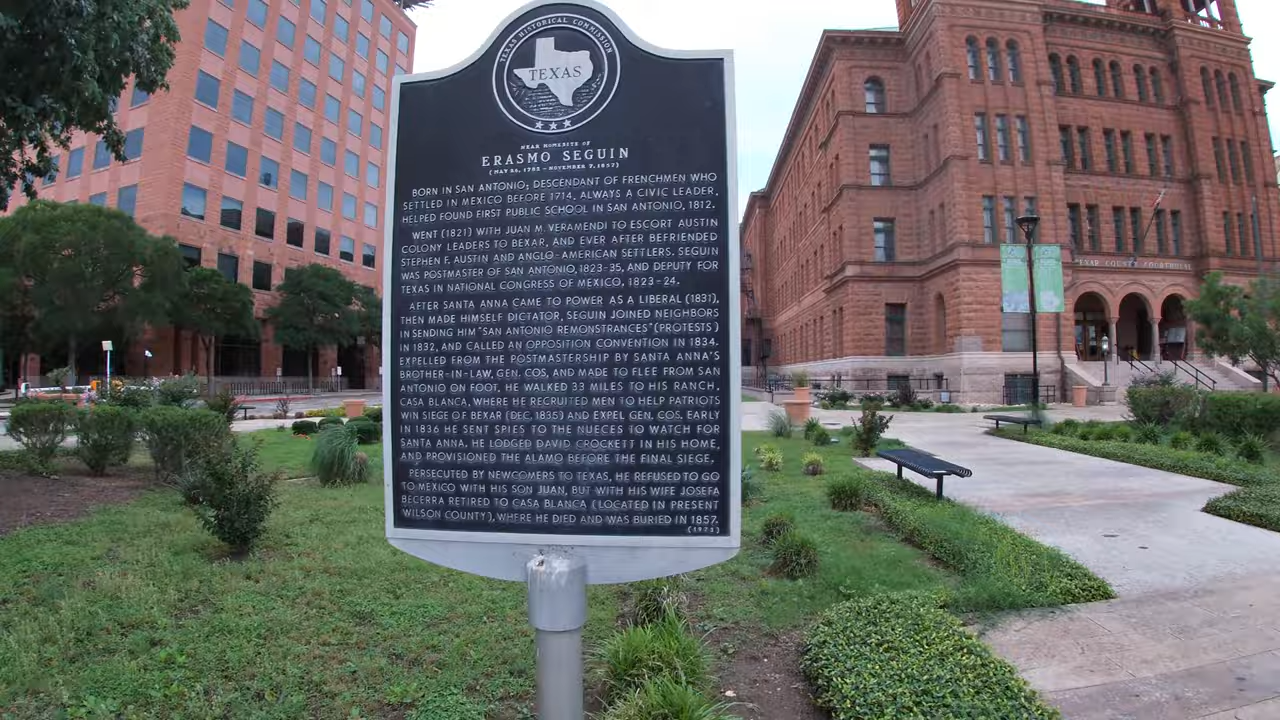 TEXAS HISTORICAL COMMISSION
TEXAS
NEAR HOMESITE OF
ERASMO SEGUIN
(MAY 26, 1782 - NOVEMBER 7, 1857)
BORN IN SAN ANTONIO; DESCENDANT OF FRENCHMEN WHO
SETTLED IN MEXICO BEFORE 1714. ALWAYS A CIVIC LEADER,
HELPED FOUND FIRST PUBLIC SCHOOL IN SAN ANTONIO, 1812.
WENT (1821) WITH JUAN M. VERAMENDI TO ESCORT AUSTIN
COLONY LEADERS TO BEXAR, AND EVER AFTER BEFRIENDED
STEPHEN F. AUSTIN AND ANGLO-AMERICAN SETTLERS. SEGUIN
WAS POSTMASTER OF SAN ANTONIO, 1823-35, AND DEPUTY FOR
TEXAS IN NATIONAL CONGRESS OF MEXICO, 1823-24.
AFTER SANTA ANNA CAME TO POWER AS A LIBERAL (1831),
THEN MADE HIMSELF DICTATOR, SEGUIN JOINED NEIGHBORS
IN SENDING HIM "SAN ANTONIO REMONSTRANCES" (PROTESTS)
IN 1832, AND CALLED AN OPPOSITION CONVENTION IN 1834.
EXPELLED FROM THE POSTMASTERSHIP BY SANTA ANNA'S
BROTHER-IN-LAW, GEN. COS, AND MADE TO FLEE FROM SAN
ANTONIO ON FOOT, HE WALKED 33 MILES TO HIS RANCH,
CASA BLANCA, WHERE HE RECRUITED MEN TO HELP PATRIOTS
WIN SIEGE OF BEXAR (DEC. 1835) AND EXPEL GEN. COS. EARLY
IN 1836 HE SENT SPIES TO THE NUECES TO WATCH FOR
SANTA ANNA. HE LODGED DAVID CROCKETT IN HIS HOME,
AND PROVISIONED THE ALAMO BEFORE THE FINAL SIEGE.
PERSECUTED BY NEWCOMERS TO TEXAS, HE REFUSED TO GO
TO MEXICO WITH HIS SON JUAN, BUT WITH HIS WIFE JOSEFA
BECERRA RETIRED TO CASA BLANCA (LOCATED IN PRESENT
WILSON COUNTY), WHERE HE DIED AND WAS BURIED IN 1857.
BEXAR COUNTY COURTHOUSE